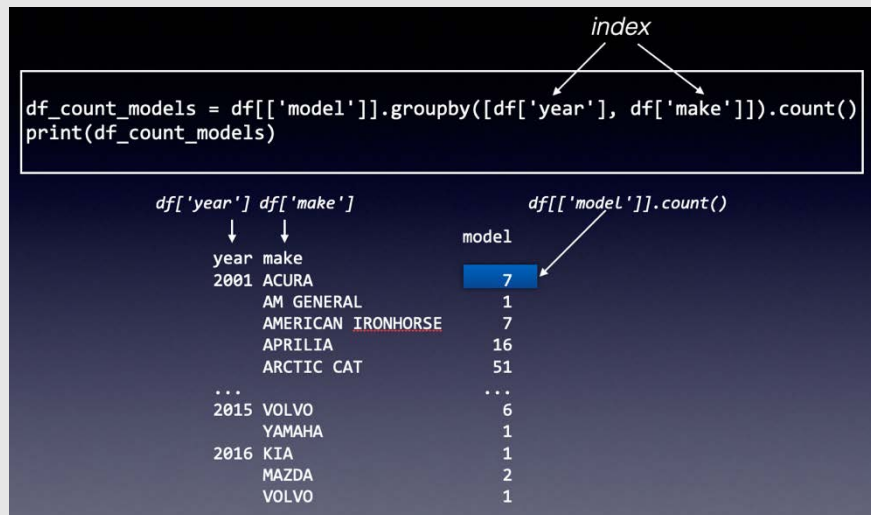 index
df_count_models = df[['model']].groupby([df['year'], df['make']]).count()
print(df_count_models)
df['year'] df['make'] df[['model']].count()
model
year make
2001 ACURA 7
AM GENERAL 1
AMERICAN IRONHORSE 7
APRILIA 16
ARCTIC CAT 51
... ...
2015 VOLVO 6
YAMAHA 1
2016 KIA 1
MAZDA 2
VOLVO 1